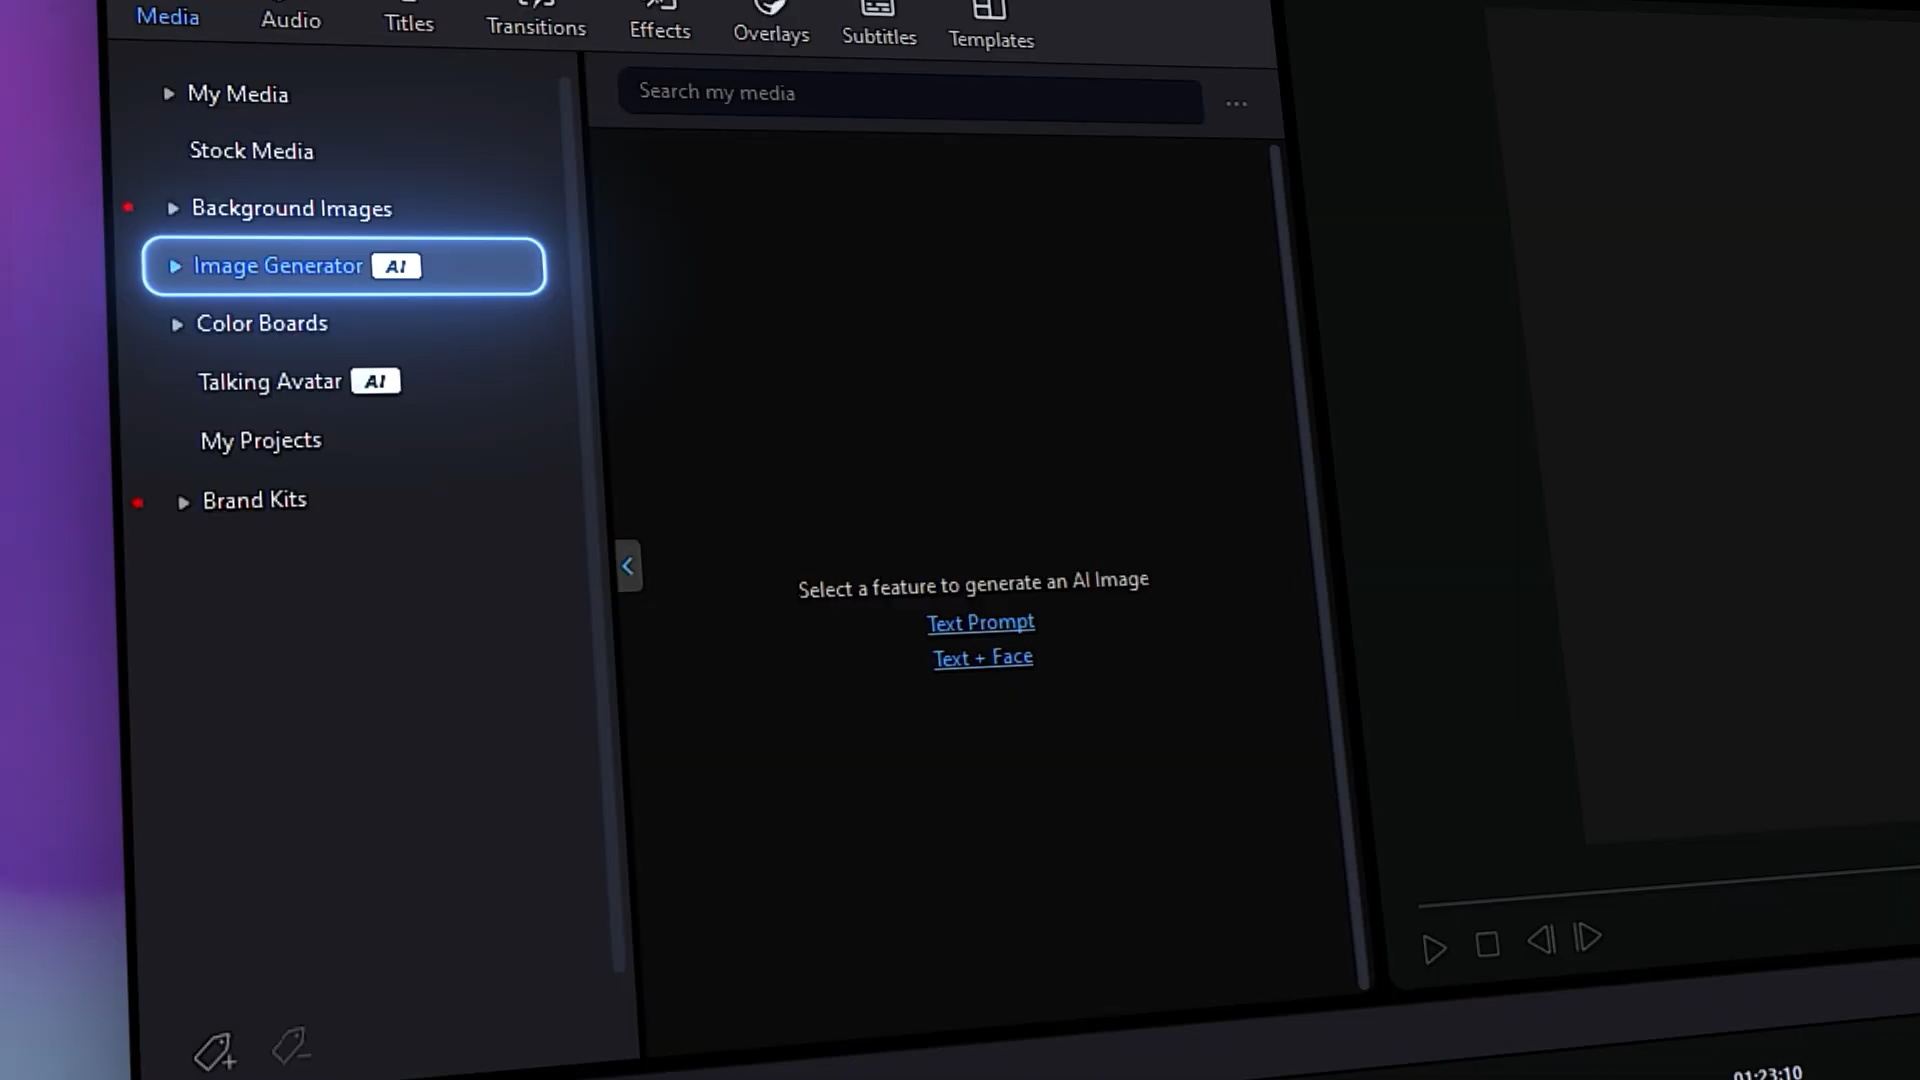 Media
Audio
Titles
Transitions
Effects
Overlays
Subtitles
Templates
My Media
Stock Media
Background Images
Image Generator AI
Color Boards
Talking Avatar AI
My Projects
Brand Kits
Search my media
Select a feature to generate an AI Image
Text Prompt
Text + Face
01:23:10